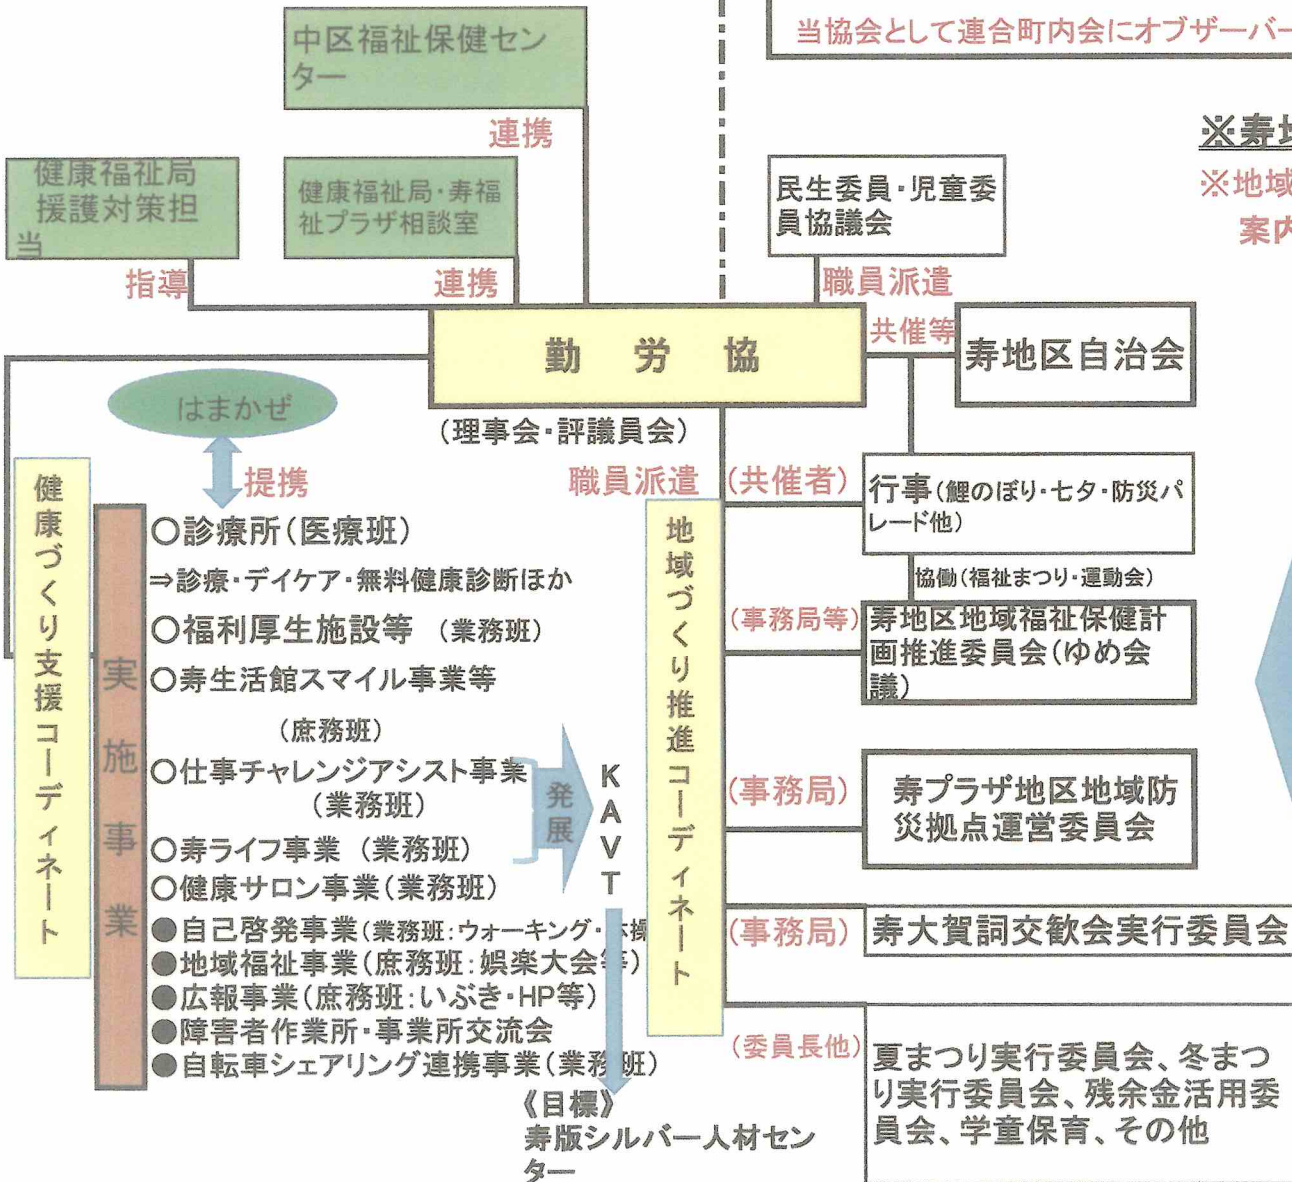 当協会として連合町内会にオブザーバー
中区福祉保健セン
ター
連携
※寿地
※地域
案内
健康福祉局
援護対策担
当
健康福祉局・寿福
祉プラザ相談室
民生委員・児童委
員協議会
指導
連携
職員派遣
共催等
勤 労 協
寿地区自治会
はまかぜ
(理事会・評議員会)
提携
職員派遣
(共催者)
行事(鯉のぼり・七夕・防災パ
レード他)
健康づくり支援コーディネート
実施事業
○診療所(医療班)
⇒診療・デイケア・無料健康診断ほか
○福利厚生施設等 (業務班)
○寿生活館スマイル事業等
(庶務班)
○仕事チャレンジアシスト事業
(業務班)
○寿ライフ事業 (業務班)
○健康サロン事業(業務班)
●自己啓発事業(業務班:ウォーキング・体操
●地域福祉事業(庶務班:娯楽大会等)
●広報事業(庶務班:いぶき・HP等)
●障害者作業所・事業所交流会
●自転車シェアリング連携事業(業務班)
発展
KAVT
《目標》
寿版シルバー人材セン
ター
地域づくり推進コーディネート
協働(福祉まつり・運動会)
(事務局等)
寿地区地域福祉保健計
画推進委員会(ゆめ会
議)
(事務局)
寿プラザ地区地域防
災拠点運営委員会
(事務局)
寿大賀詞交歓会実行委員会
(委員長他)
夏まつり実行委員会、冬まつ
り実行委員会、残余金活用委
員会、学童保育、その他